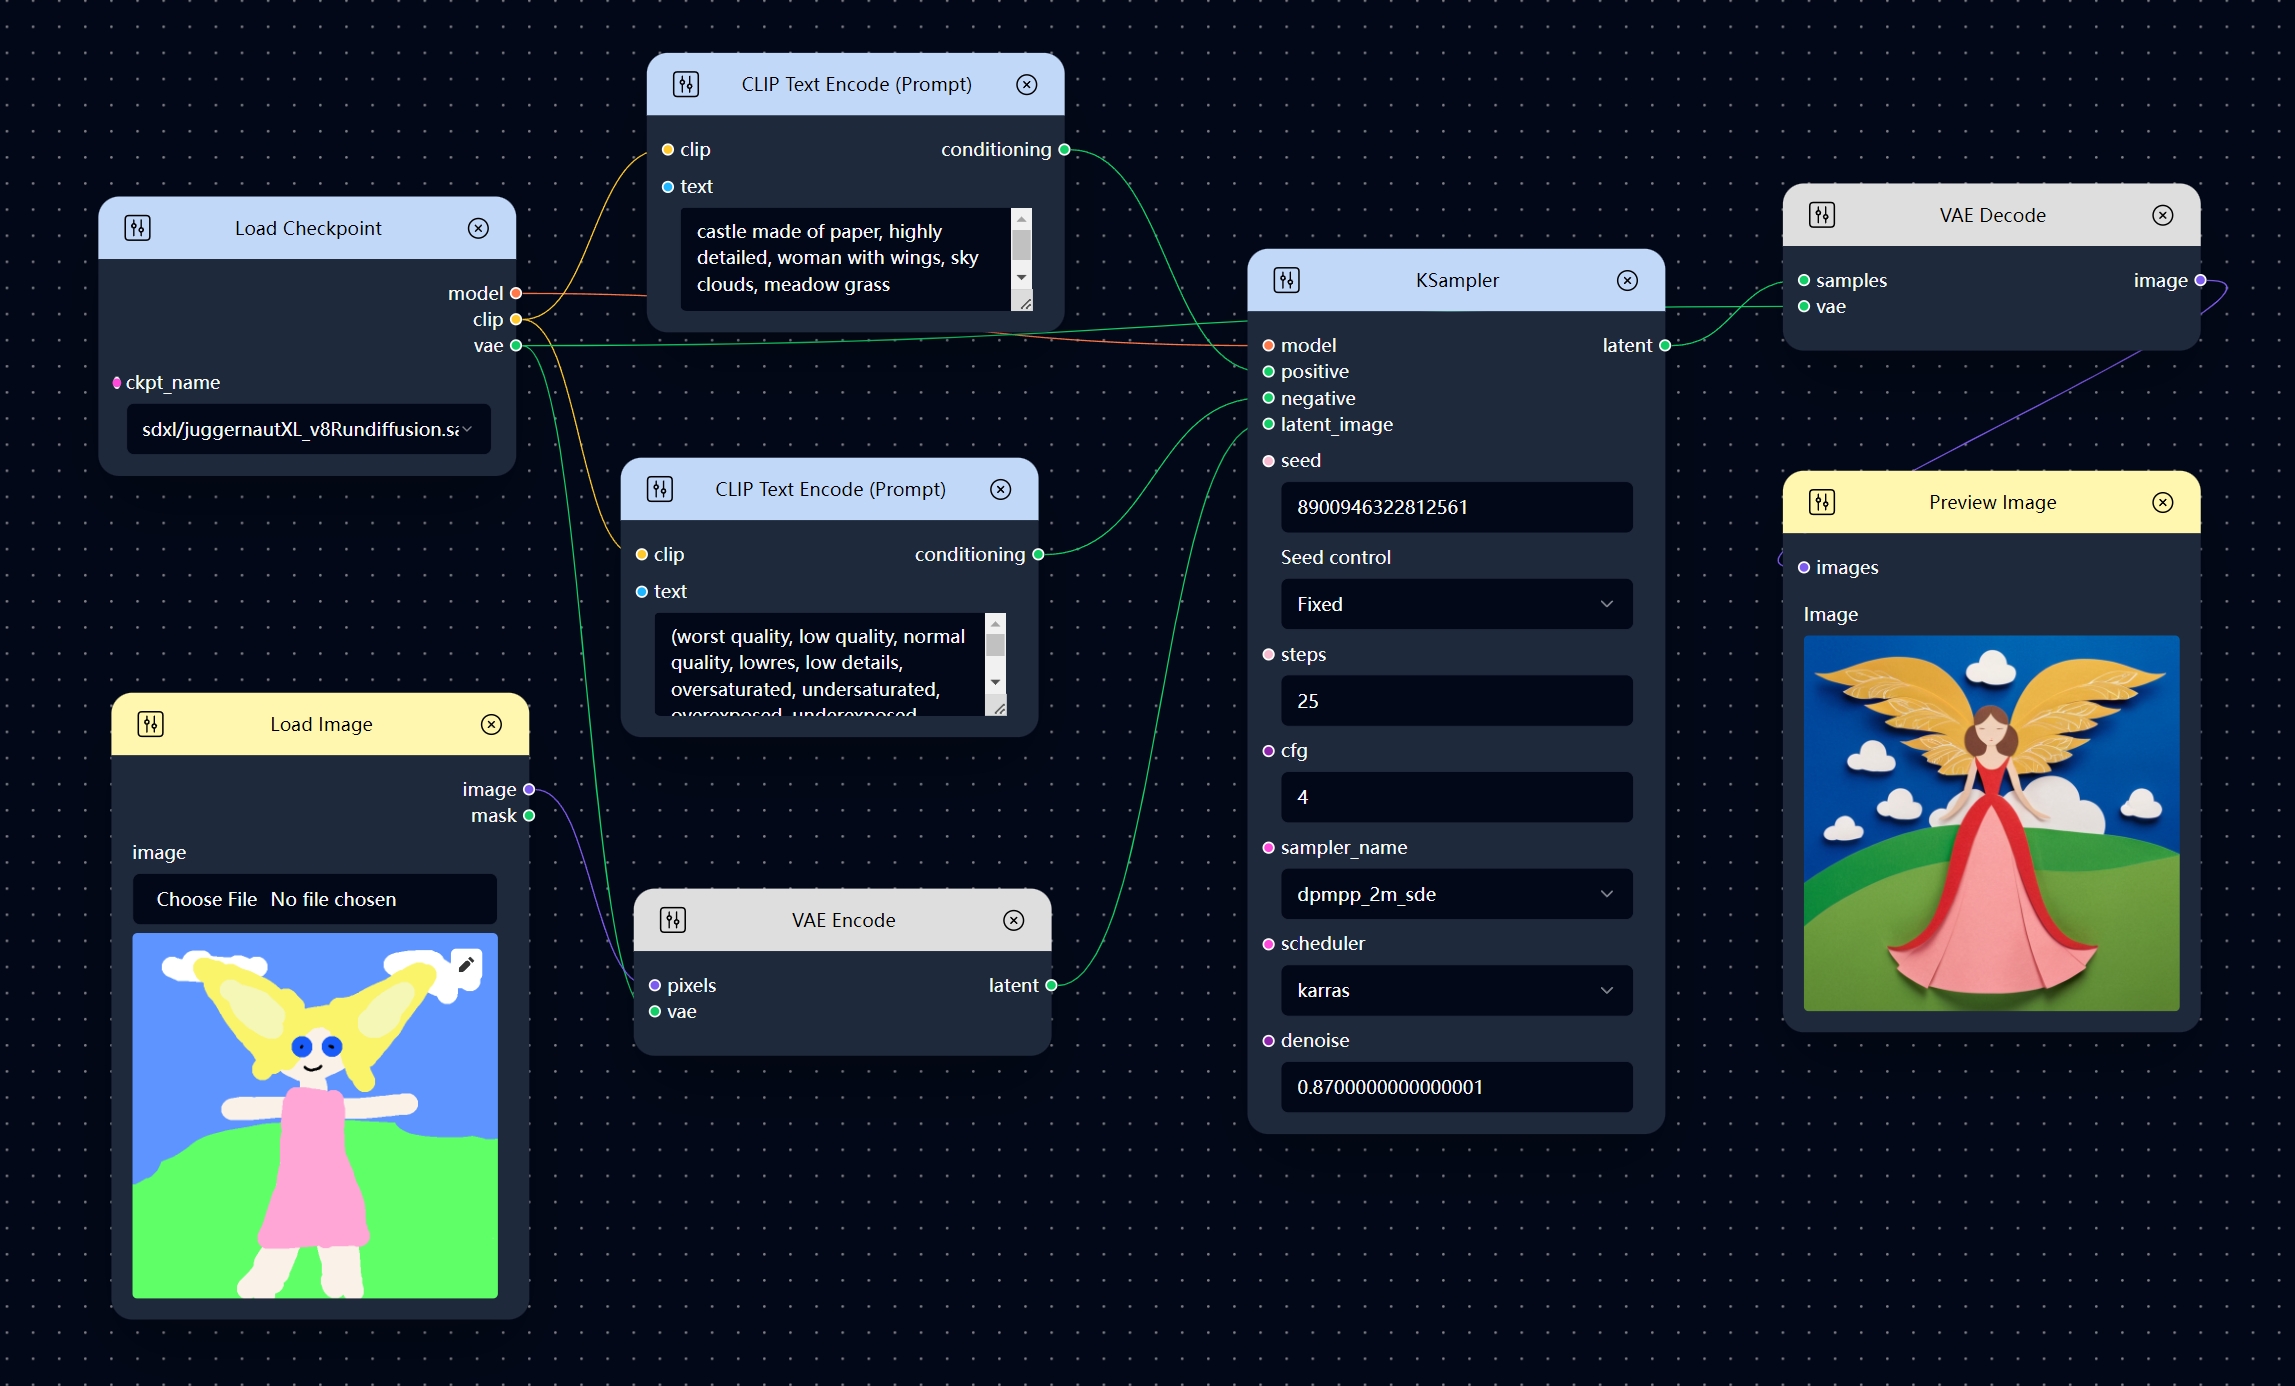 Load Checkpoint
model
clip
vae
ckpt_name
sdxl/juggernautXL_v8Rundiffusion.sa
Load Image
image
mask
image
Choose File No file chosen
CLIP Text Encode (Prompt)
clip conditioning
text
castle made of paper, highly
detailed, woman with wings, sky
clouds, meadow grass
CLIP Text Encode (Prompt)
clip conditioning
text
(worst quality, low quality, normal
quality, lowres, low details,
oversaturated, undersaturated,
overexposed, underexposed,
VAE Encode
pixels latent
vae
KSampler
model latent
positive
negative
latent_image
seed
8900946322812561
Seed control
Fixed
steps
25
cfg
4
sampler_name
dpmpp_2m_sde
scheduler
karras
denoise
0.8700000000000001
VAE Decode
samples image
vae
Preview Image
images
Image